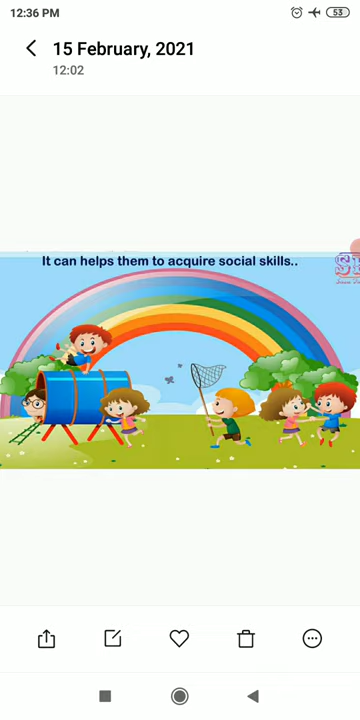 12:36 PM
53
15 February, 2021
12:02
It can helps them to acquire social skills..